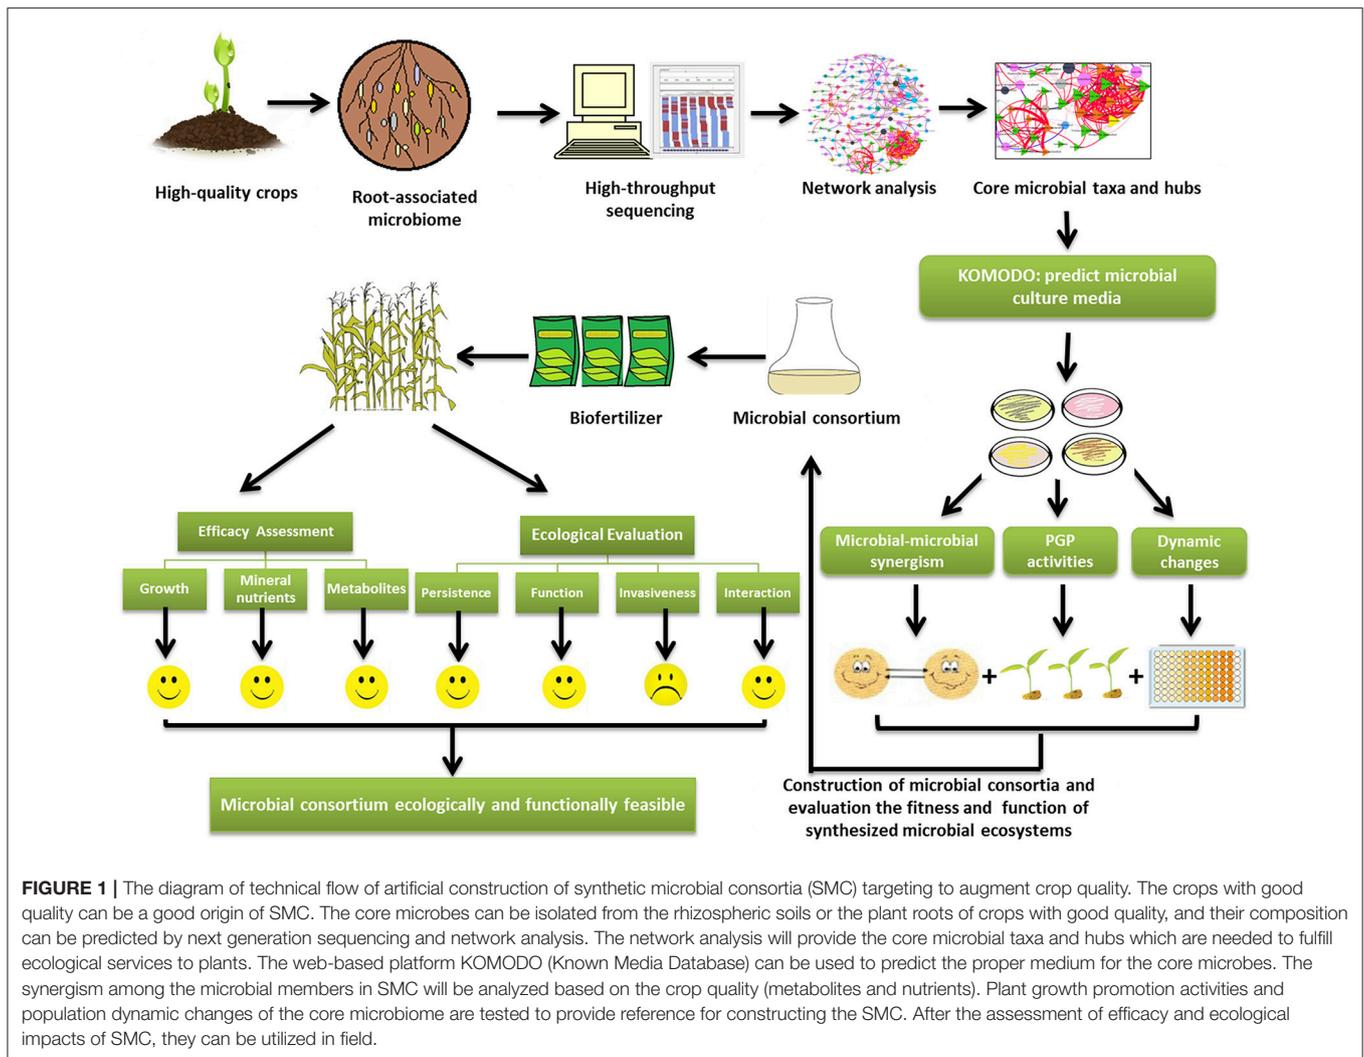 High-quality crops
Root-associated
microbiome
High-throughput
sequencing
Network analysis
Core microbial taxa and hubs
KOMODO: predict microbial
culture media
Biofertilizer
Microbial consortium
Efficacy Assessment
Ecological Evaluation
Growth
Mineral
nutrients
Metabolites
Persistence
Function
Invasiveness
Interaction
Microbial-microbial
synergism
PGP
activities
Dynamic
changes
Microbial consortium ecologically and functionally feasible
Construction of microbial consortia and
evaluation the fitness and function of
synthesized microbial ecosystems
FIGURE 1 | The diagram of technical flow of artificial construction of synthetic microbial consortia (SMC) targeting to augment crop quality. The crops with good
quality can be a good origin of SMC. The core microbes can be isolated from the rhizospheric soils or the plant roots of crops with good quality, and their composition
can be predicted by next generation sequencing and network analysis. The network analysis will provide the core microbial taxa and hubs which are needed to fulfill
ecological services to plants. The web-based platform KOMODO (Known Media Database) can be used to predict the proper medium for the core microbes. The
synergism among the microbial members in SMC will be analyzed based on the crop quality (metabolites and nutrients). Plant growth promotion activities and
population dynamic changes of the core microbiome are tested to provide reference for constructing the SMC. After the assessment of efficacy and ecological
impacts of SMC, they can be utilized in field.